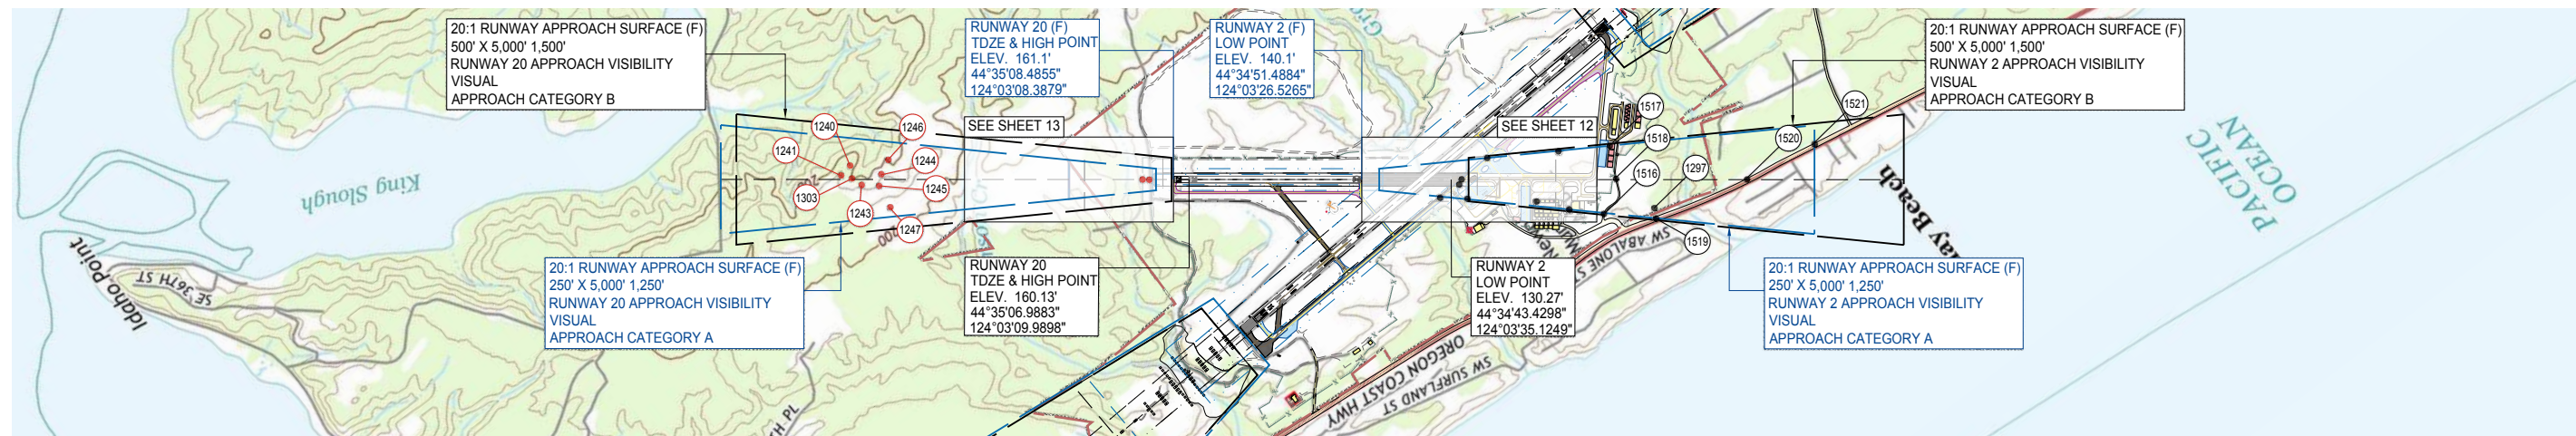 20:1 RUNWAY APPROACH SURFACE (F)
500' X 5,000' 1,500'
RUNWAY 20 APPROACH VISIBILITY
VISUAL
APPROACH CATEGORY B
RUNWAY 20 (F)
TDZE & HIGH POINT
ELEV. 161.1'
44°35'08.4855"
124°03'08.3879"
RUNWAY 2 (F)
LOW POINT
ELEV. 140.1'
44°34'51.4884"
124°03'26.5265"
20:1 RUNWAY APPROACH SURFACE (F)
500' X 5,000' 1,500'
RUNWAY 2 APPROACH VISIBILITY
VISUAL
APPROACH CATEGORY B
SEE SHEET 13
SEE SHEET 12
1240
1246
1241
1244
1303
1245
1243
1247
200
1517
1518
1516
1297
1520
1521
1519
King Slough
Idaho Point
SE 36TH ST
PACIFIC
OCEAN
Beach
SW ABALONE ST
OREGON COAST HWY
SW SURFLAND ST
TH PL
20:1 RUNWAY APPROACH SURFACE (F)
250' X 5,000' 1,250'
RUNWAY 20 APPROACH VISIBILITY
VISUAL
APPROACH CATEGORY A
RUNWAY 20
TDZE & HIGH POINT
ELEV. 160.13'
44°35'06.9883"
124°03'09.9898"
RUNWAY 2
LOW POINT
ELEV. 130.27'
44°34'43.4298"
124°03'35.1249"
20:1 RUNWAY APPROACH SURFACE (F)
250' X 5,000' 1,250'
RUNWAY 2 APPROACH VISIBILITY
VISUAL
APPROACH CATEGORY A